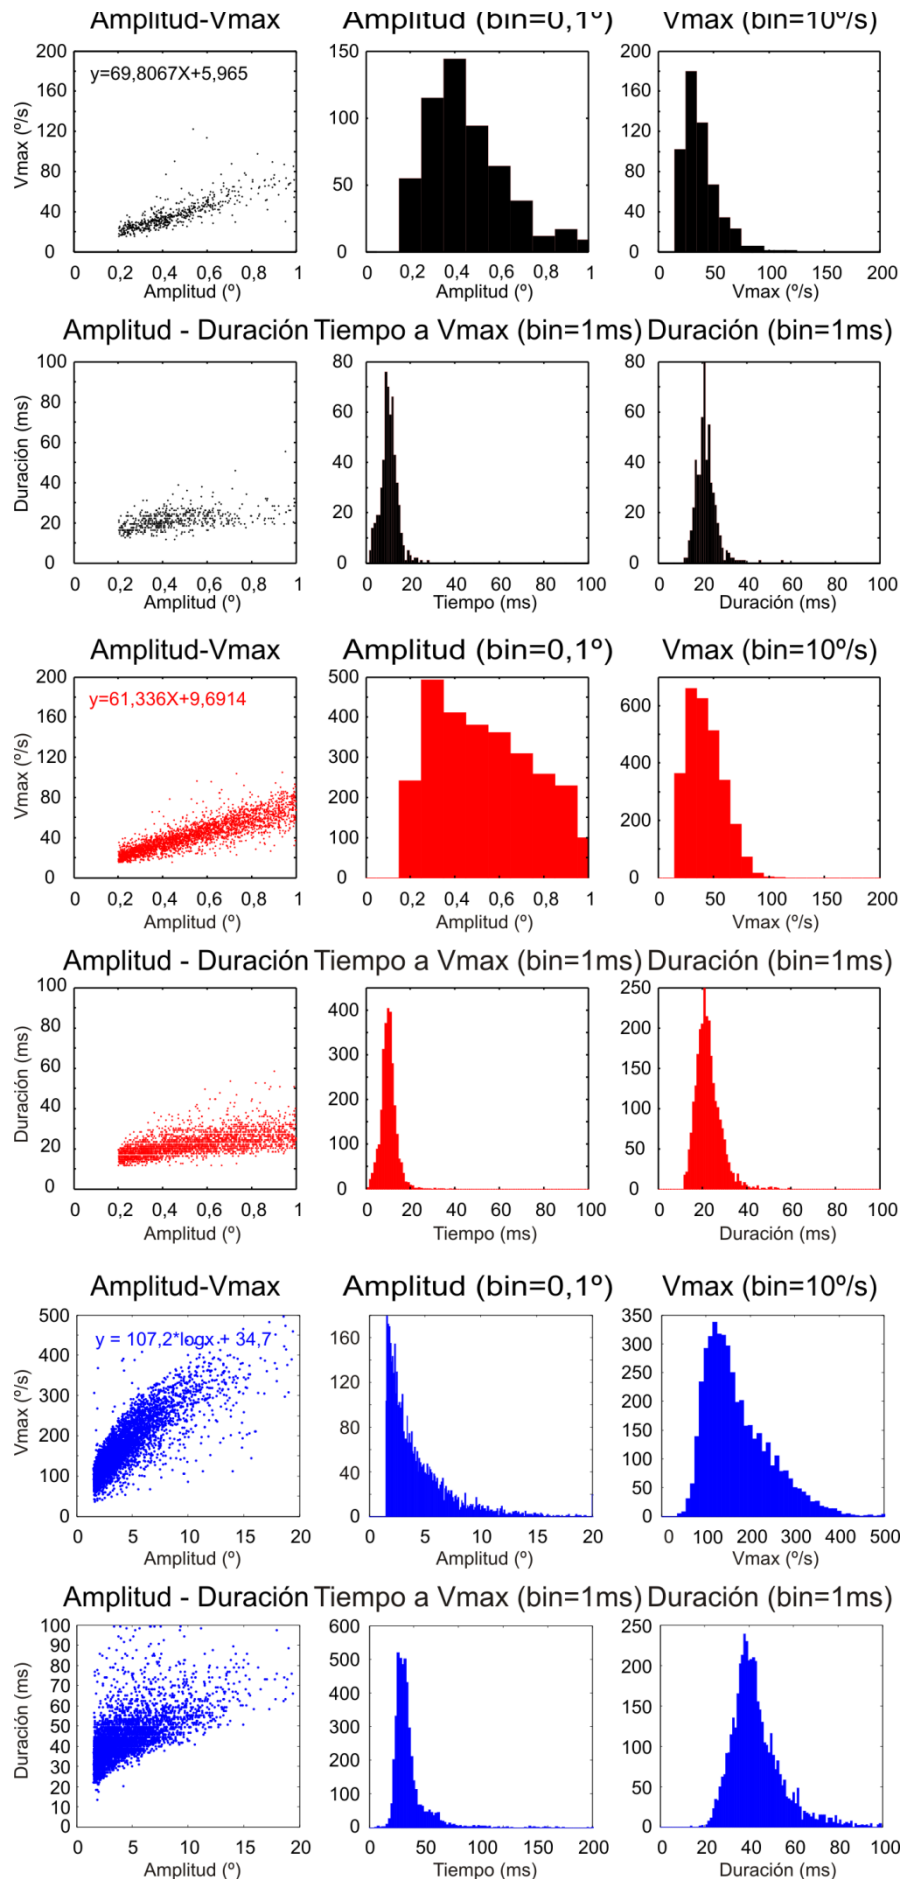 Amplitud-Vmax Amplitud (bin=0,1º) Vmax (bin=10º/s)
200 150 200
y=69,8067X+5,965
160 160
Vmax (º/s)
120 100 120
80 80
50
40 40
0 0 0
0 0,2 0,4 0,6 0,8 1 0 0,2 0,4 0,6 0,8 1 0 50 100 150 200
Amplitud (º) Amplitud (º) Vmax (º/s)
Amplitud - Duración Tiempo a Vmax (bin=1ms) Duración (bin=1ms)
100 80 80
80 60 60
Duración (ms)
60
40 40
40
20 20 20
0 0 0
0 0,2 0,4 0,6 0,8 1 0 20 40 60 80 100 0 20 40 60 80 100
Amplitud (º) Tiempo (ms) Duración (ms)
Amplitud-Vmax Amplitud (bin=0,1º) Vmax (bin=10º/s)
200 500
y=61,336X+9,6914
600
160 400
Vmax (º/s)
120 300 400
80 200
200
40 100
0 0 0
0 0,2 0,4 0,6 0,8 1 0 0,2 0,4 0,6 0,8 1 0 50 100 150 200
Amplitud (º) Amplitud (º) Vmax (º/s)
Amplitud - Duración Tiempo a Vmax (bin=1ms) Duración (bin=1ms)
100 400 250
80 300 200
Duración (ms)
60 150
200
40 100
20 100 50
0 0 0
0 0,2 0,4 0,6 0,8 1 0 20 40 60 80 100 0 20 40 60 80 100
Amplitud (º) Tiempo (ms) Duración (ms)
Amplitud-Vmax Amplitud (bin=0,1º) Vmax (bin=10º/s)
500 160 350
y = 107,2*logx + 34,7
400 300
Vmax (º/s)
120 250
300 200
80
200 150
100 40 100
50
0 0 0
0 5 10 15 20 0 5 10 15 20 0 100 200 300 400 500
Amplitud (º) Amplitud (º) Vmax (º/s)
Amplitud - Duración Tiempo a Vmax (bin=1ms) Duración (bin=1ms)
100 600 250
90
80 500 200
Duración (ms)
70 400
60 150
50 300
40 100
30 200
20 100 50
10
0 0 0
0 5 10 15 20 0 50 100 150 200 0 20 40 60 80 100
Amplitud (º) Tiempo (ms) Duración (ms)